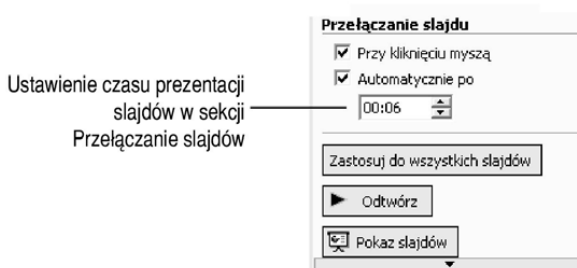 Przełączanie slajdu
Przy kliknięciu myszą
Automatycznie po
00:06
Ustawienie czasu prezentacji
slajdów w sekcji
Przełączanie slajdów
Zastosuj do wszystkich slajdów
Odtwórz
Pokaz slajdów